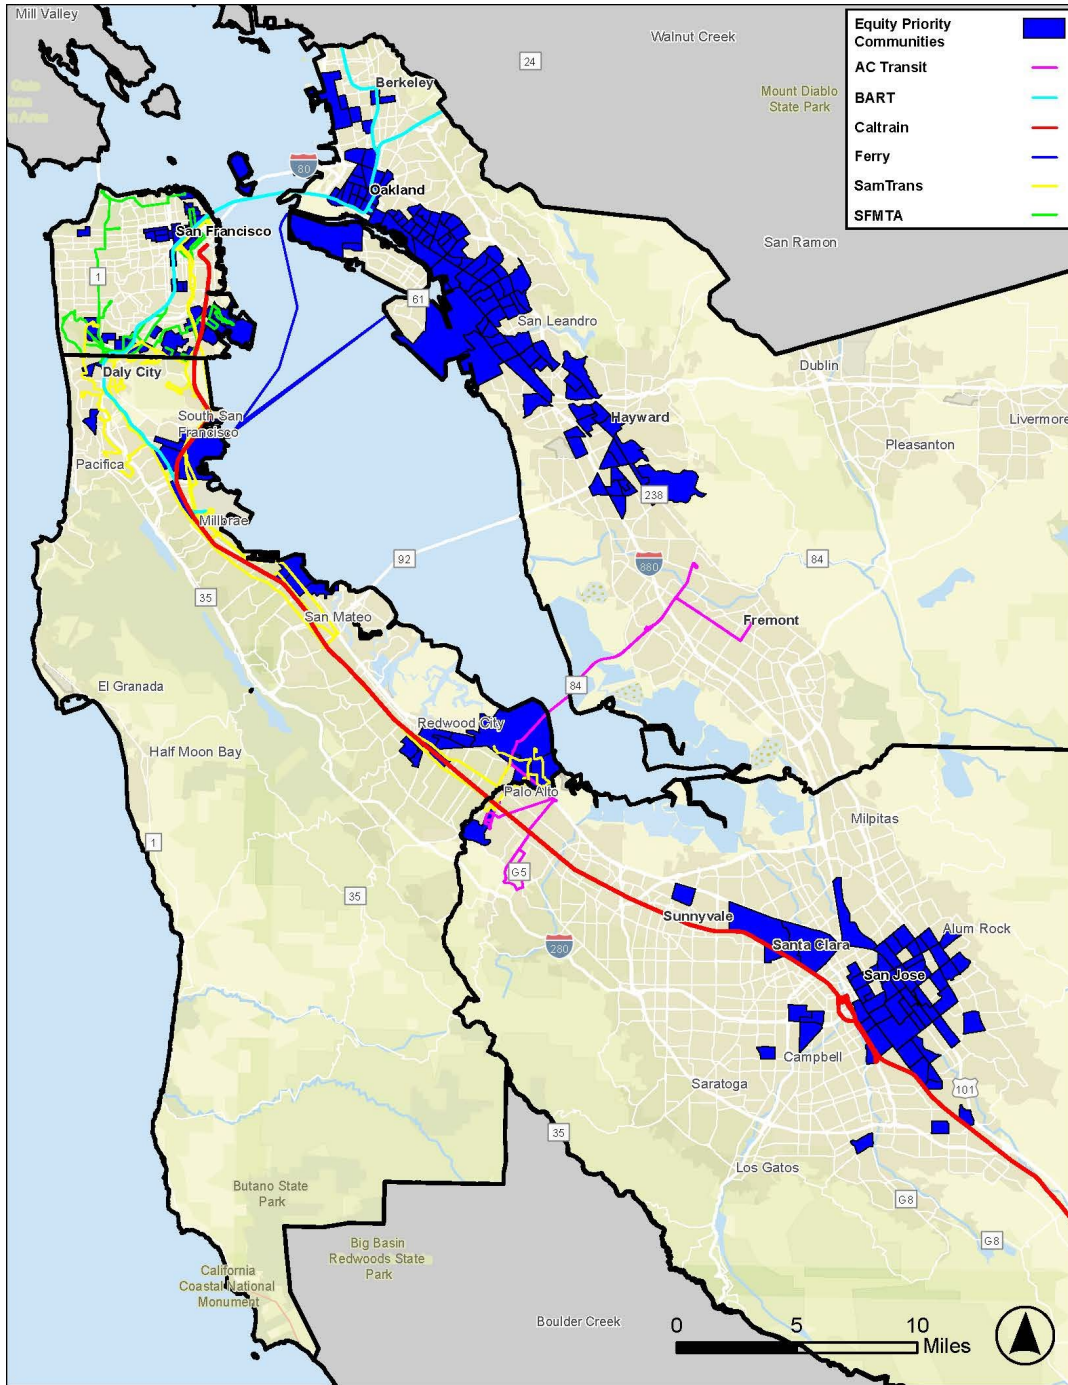 Mill Valley
Walnut Creek
24
Mount Diablo
State Park
Berkeley
80
Oakland
San Francisco
San Ramon
1
61
San Leandro
Daly City
Dublin
South San
Francisco
Hayward
Livermore
Pleasanton
Pacifica
238
Millbrae
92
880
84
35
San Mateo
Fremont
El Granada
84
Redwood City
Half Moon Bay
Palo Alto
Milpitas
1
G5
35
Sunnyvale
Alum Rock
280
Santa Clara
San Jose
Campbell
Saratoga
101
35
Los Gatos
Butano State
Park
G8
G8
Big Basin
Redwoods State
Park
California
Coastal National
Monument
Boulder Creek
Equity Priority
Communities
AC Transit
BART
Caltrain
Ferry
SamTrans
SFMTA
0 5 10
Miles